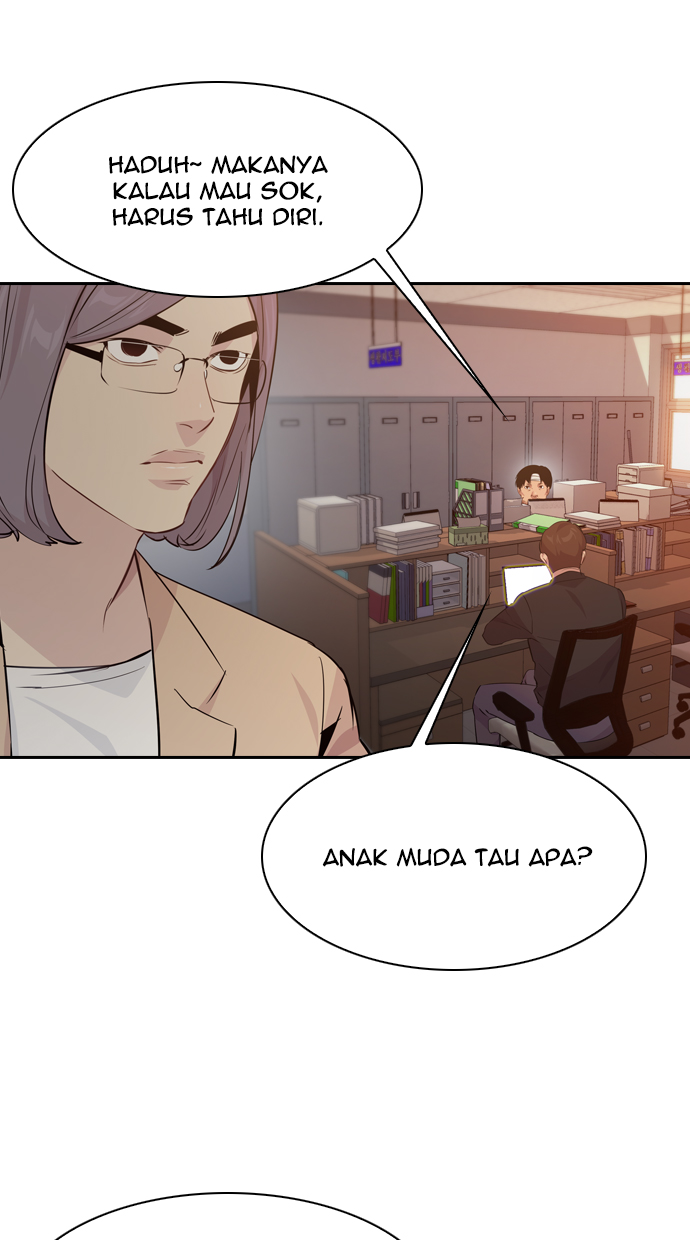 HADUH~ MAKANYA
KALAU MAU SOK,
HARUS TAHU DIRI.
ANAK MUDA TAU APA?